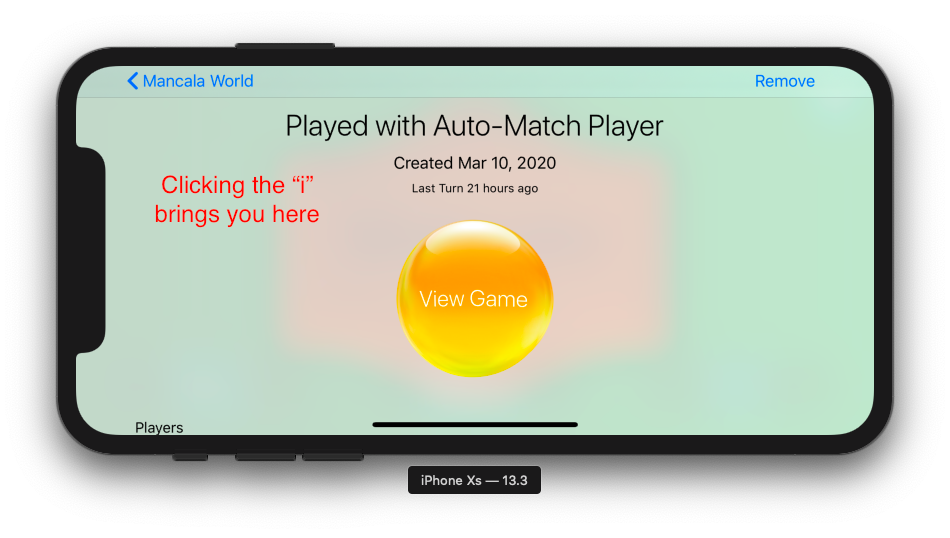 Mancala World
Remove
Played with Auto-Match Player
Created Mar 10, 2020
Last Turn 21 hours ago
Clicking the “i”
brings you here
View Game
Players
iPhone Xs — 13.3